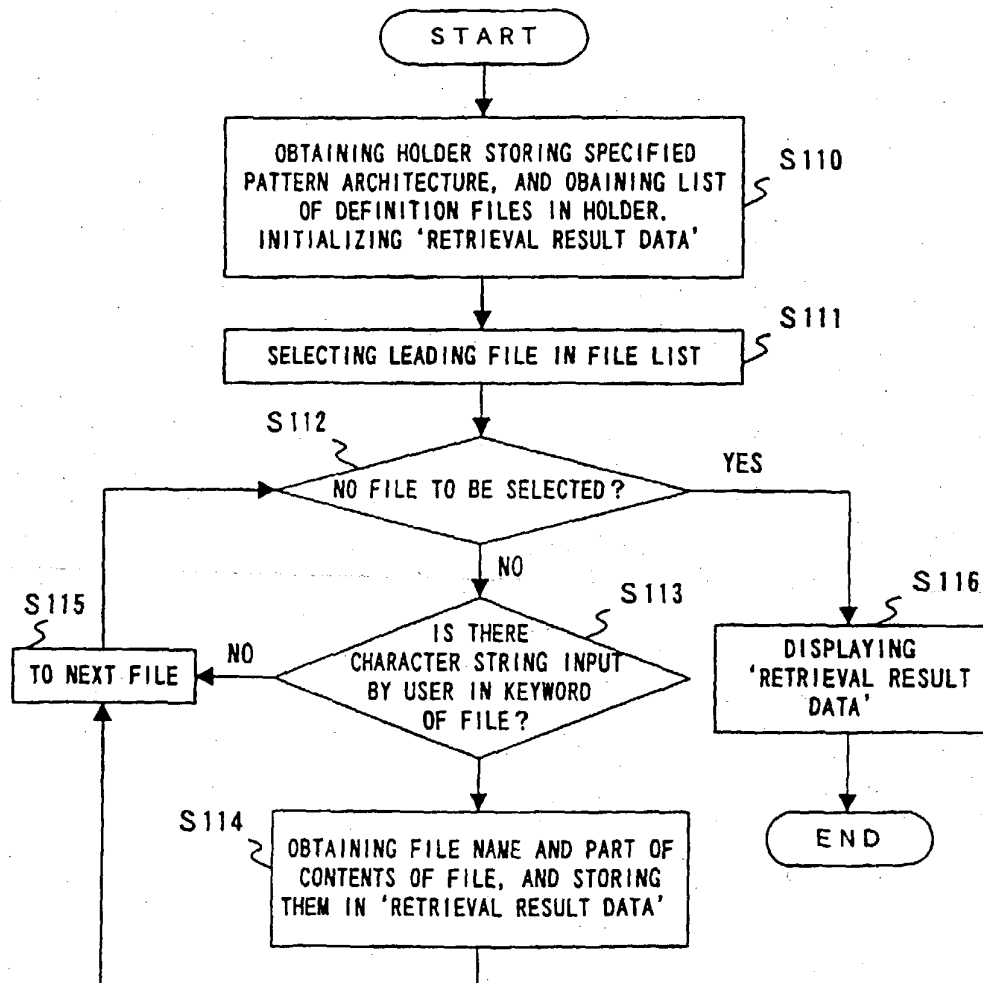 START
OBTAINING HOLDER STORING SPECIFIED
PATTERN ARCHITECTURE, AND OBAINING LIST
OF DEFINITION FILES IN HOLDER.
INITIALIZING 'RETRIEVAL RESULT DATA'
S110
SELECTING LEADING FILE IN FILE LIST
S111
S112
NO FILE TO BE SELECTED?
YES
NO
S113
IS THERE
CHARACTER STRING INPUT
BY USER IN KEYWORD
OF FILE?
NO
S115
TO NEXT FILE
S116
DISPLAYING
'RETRIEVAL RESULT
DATA'
END
S114
OBTAINING FILE NAME AND PART OF
CONTENTS OF FILE, AND STORING
THEM IN 'RETRIEVAL RESULT DATA'